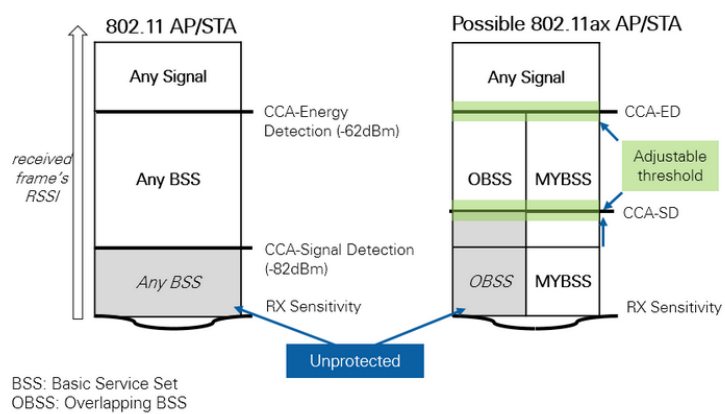 802.11 AP/STA
Any Signal
CCA-Energy
Detection (-62dBm)
received
frame's
RSSI
Any BSS
CCA-Signal Detection
(-82dBm)
Any BSS
RX Sensitivity
Possible 802.11ax AP/STA
Any Signal
CCA-ED
Adjustable
threshold
OBSS
MYBSS
CCA-SD
OBSS
MYBSS
RX Sensitivity
Unprotected
BSS: Basic Service Set
OBSS: Overlapping BSS